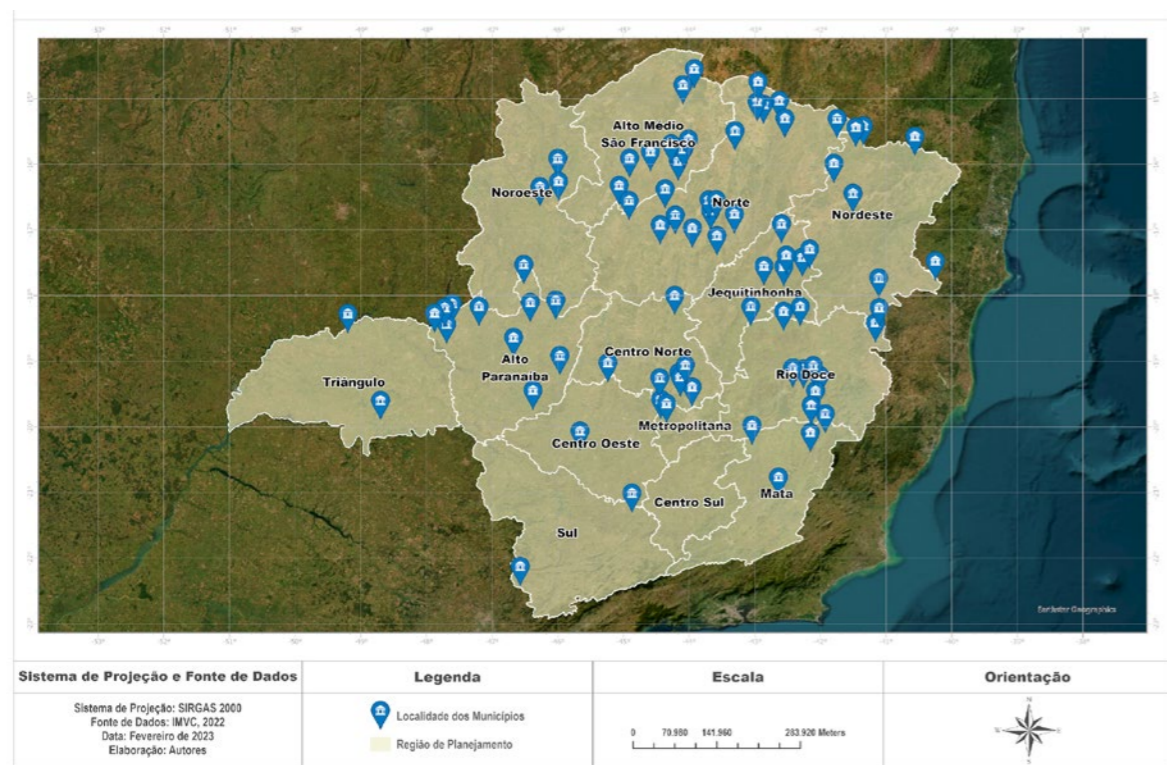 Alto Médio
São Francisco
Noroeste
Norte
Nordeste
Jequitinhonha
Alto
Paranaíba
Centro Norte
Triângulo
Rio Doce
Metropolitana
Centro Oeste
Mata
Centro Sul
Sul
Earthstar Geographics
Sistema de Projeção e Fonte de Dados
Sistema de Projeção: SIRGAS 2000
Fonte de Dados: IMVC, 2022
Data: Fevereiro de 2023
Elaboração: Autores
Legenda
Localidade dos Municípios
Região de Planejamento
Escala
0 70.980 141.960 283.920 Meters
Orientação
N
W E
S